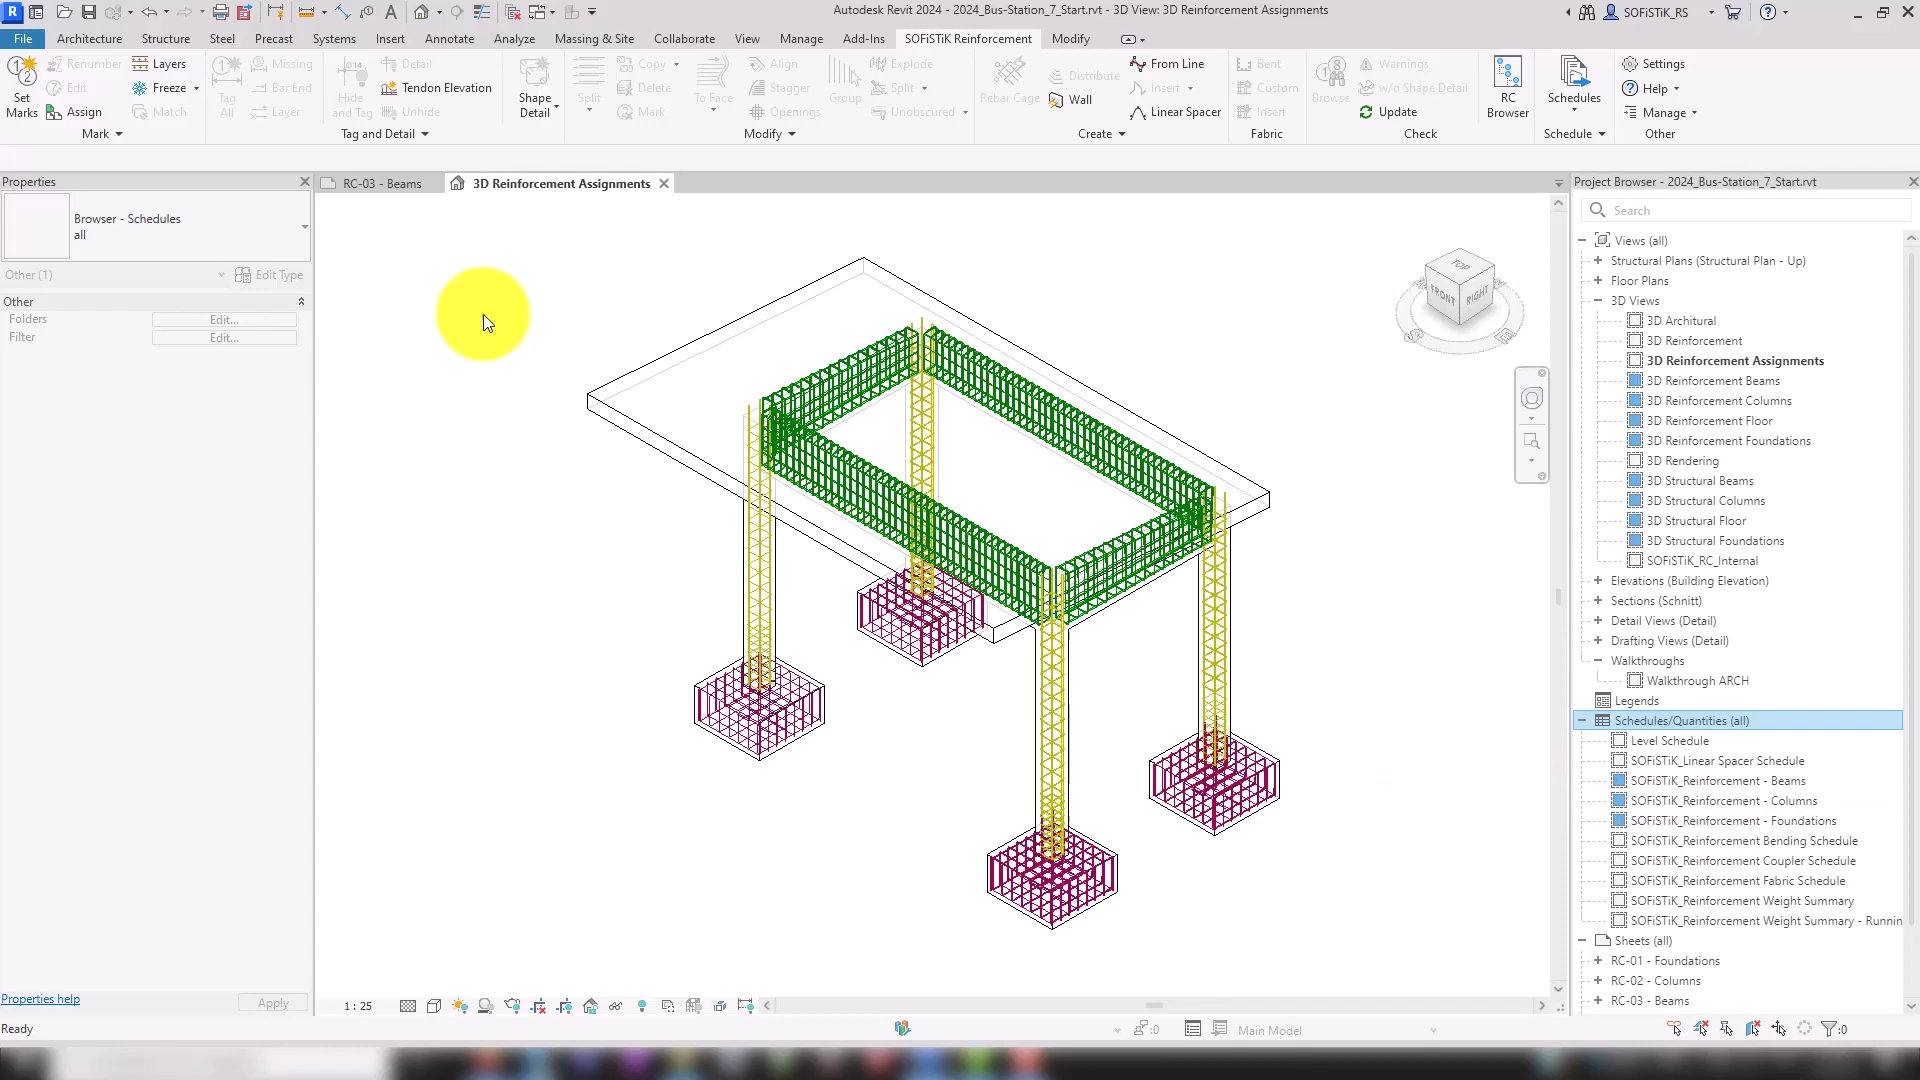 Autodesk Revit 2024 - 2024_Bus-Station_7_Start.rvt - 3D View: 3D Reinforcement Assignments
SOFiSTiK_RS
File Architecture Structure Steel Precast Systems Insert Annotate Analyze Massing & Site Collaborate View Manage Add-Ins SOFiSTiK Reinforcement Modify
Set Marks
Renumber
Edit
Assign
Layers
Freeze
Match
Mark
Tag All
Missing
Bar End
Layer
Hide and Tag
Detail
Tendon Elevation
Unhide
Tag and Detail
Shape Detail
Split
Copy
Delete
Mark
To Face
Align
Stagger
Openings
Group
Explode
Split
Unobscured
Modify
Rebar Cage
Distribute
Wall
From Line
Insert
Linear Spacer
Create
Bent
Custom
Insert
Fabric
Browse
Warnings
w/o Shape Detail
Update
Check
RC Browser
Schedules
Schedule
Settings
Help
Manage
Other
Properties
Browser - Schedules
all
Other (1)
Edit Type
Other
Folders Edit...
Filter Edit...
Properties help
Apply
Ready
RC-03 - Beams
3D Reinforcement Assignments
TOP
FRONT
RIGHT
S
E
1 : 25
:0
Main Model
:0
Project Browser - 2024_Bus-Station_7_Start.rvt
Search
Views (all)
Structural Plans (Structural Plan - Up)
Floor Plans
3D Views
3D Architural
3D Reinforcement
3D Reinforcement Assignments
3D Reinforcement Beams
3D Reinforcement Columns
3D Reinforcement Floor
3D Reinforcement Foundations
3D Rendering
3D Structural Beams
3D Structural Columns
3D Structural Floor
3D Structural Foundations
SOFiSTiK_RC_Internal
Elevations (Building Elevation)
Sections (Schnitt)
Detail Views (Detail)
Drafting Views (Detail)
Walkthroughs
Walkthrough ARCH
Legends
Schedules/Quantities (all)
Level Schedule
SOFiSTiK_Linear Spacer Schedule
SOFiSTiK_Reinforcement - Beams
SOFiSTiK_Reinforcement - Columns
SOFiSTiK_Reinforcement - Foundations
SOFiSTiK_Reinforcement Bending Schedule
SOFiSTiK_Reinforcement Coupler Schedule
SOFiSTiK_Reinforcement Fabric Schedule
SOFiSTiK_Reinforcement Weight Summary
SOFiSTiK_Reinforcement Weight Summary - Runnin
Sheets (all)
RC-01 - Foundations
RC-02 - Columns
RC-03 - Beams